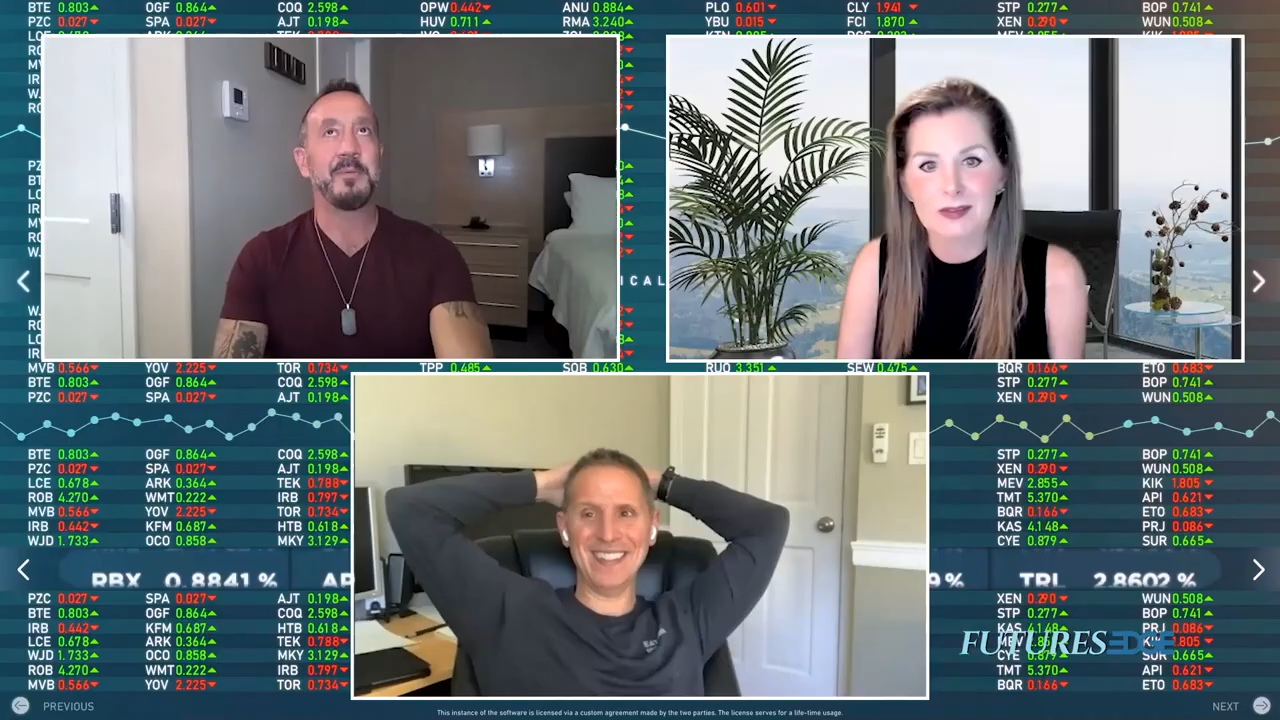 BTE 0.803 OGF 0.864 COQ 2.598 OPW 0.442 ANU 0.884 PLO 0.601 CLY 1.941 STP 0.277 BOP 0.741
PZC 0.027 SPA 0.027 AJT 0.198 HUV 0.711 RMA 3.240 YBU 0.015 FCI 1.870 XEN 0.290 WUN 0.508
ICAL
MVB 0.566 YOV 2.225 TOR 0.734 TPP 0.485 SOB 0.630 RUO 3.351 SEW 0.475 BQR 0.166 ETO 0.683
BTE 0.803 OGF 0.864 COQ 2.598 STP 0.277 BOP 0.741
PZC 0.027 SPA 0.027 AJT 0.198 XEN 0.290 WUN 0.508
BTE 0.803 OGF 0.864 COQ 2.598 STP 0.277 BOP 0.741
PZC 0.027 SPA 0.027 AJT 0.198 XEN 0.290 WUN 0.508
LCE 0.678 ARK 0.364 TEK 0.788 MEV 2.855 KIK 1.805
ROB 4.270 WMT 0.222 IRB 0.797 TMT 5.370 API 0.621
MVB 0.566 YOV 2.225 TOR 0.734 BQR 0.166 ETO 0.683
IRB 0.442 KFM 0.687 HTB 0.618 KAS 4.148 PRJ 0.086
WJD 1.733 OCO 0.858 MKY 3.129 CYE 0.879 SUR 0.665
RBX 0.8841 % 9 % TRL 2.8602 %
PZC 0.027 SPA 0.027 AJT 0.198 XEN 0.290 WUN 0.508
BTE 0.803 OGF 0.864 COQ 2.598 STP 0.277 BOP 0.741
IRB 0.442 KFM 0.687 HTB 0.618 KAS 4.148 PRJ 0.086
LCE 0.678 ARK 0.364 TEK 0.788
FUTURES EDGE
WJD 1.733 OCO 0.858 MKY 3.129 CYE 0.879 SUR 0.665
ROB 4.270 WMT 0.222 IRB 0.797 TMT 5.370 API 0.621
MVB 0.566 YOV 2.225 TOR 0.734 BQR 0.166 ETO 0.683
PREVIOUS NEXT
This instance of the software is licensed via a custom agreement made by the two parties. The license serves for a life-time usage.